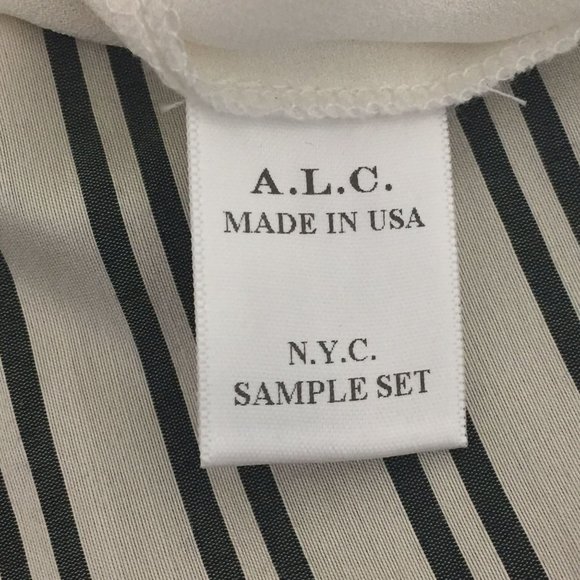 A.L.C.
MADE IN USA
N.Y.C.
SAMPLE SET